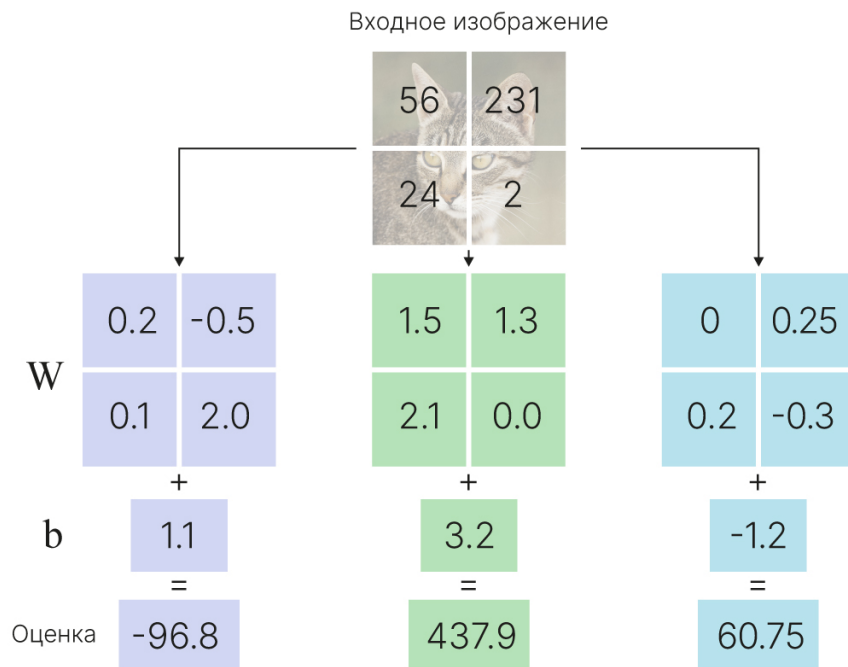 Входное изображение
56 231
24 2
W
0.2 -0.5 1.5 1.3 0 0.25
0.1 2.0 2.1 0.0 0.2 -0.3
+ + +
b 1.1 3.2 -1.2
= = =
Оценка -96.8 437.9 60.75